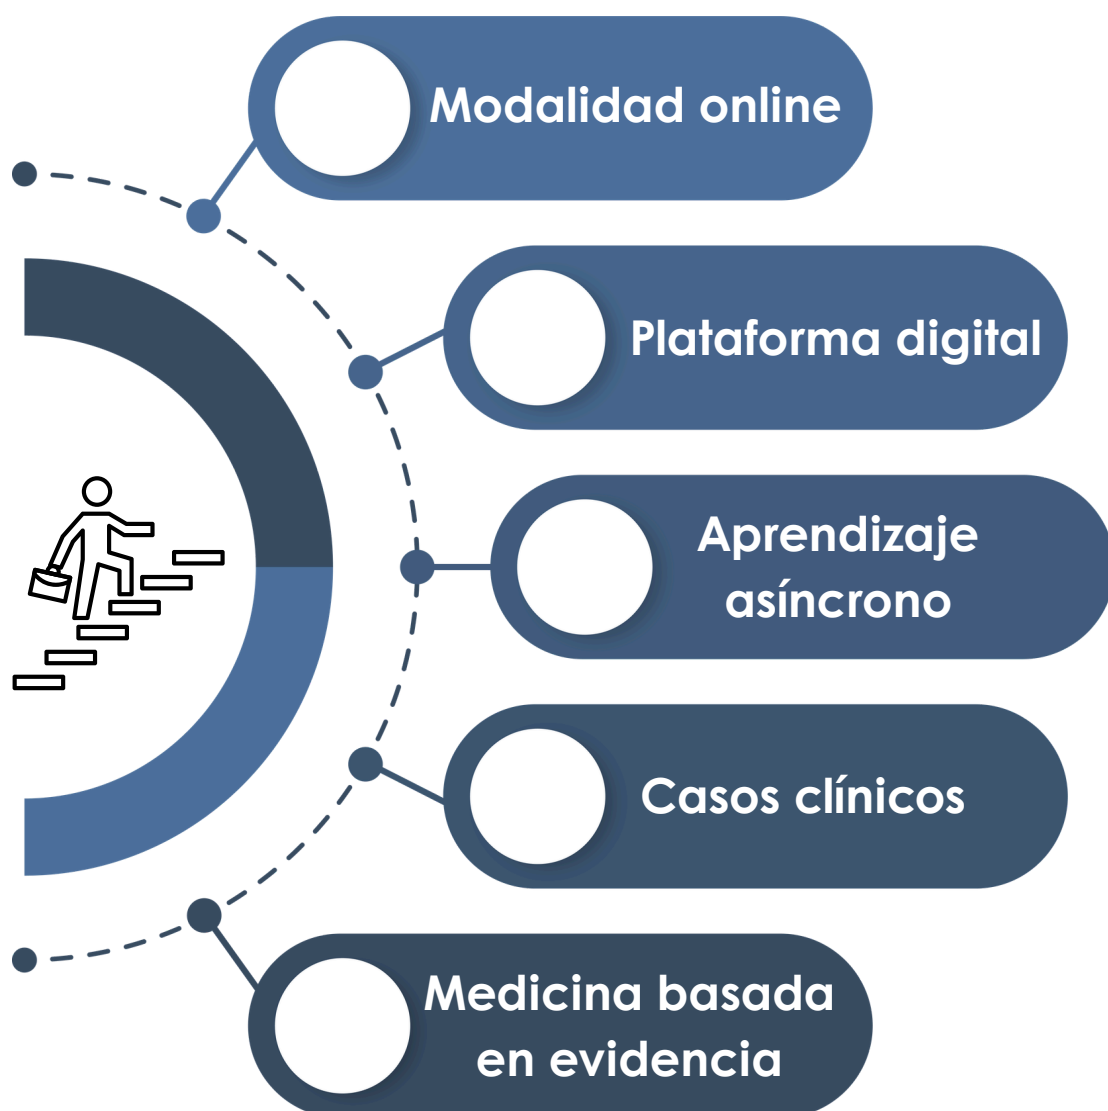 Modalidad online
Plataforma digital
Aprendizaje
asíncrono
Casos clínicos
Medicina basada
en evidencia